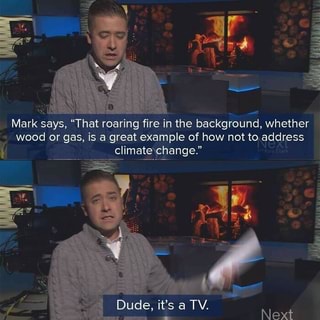 Mark says, “That roaring fire in the background, whether
wood or gas, is a great example of how not to address
climate change.”
Next
Dude, it's a TV.
Next